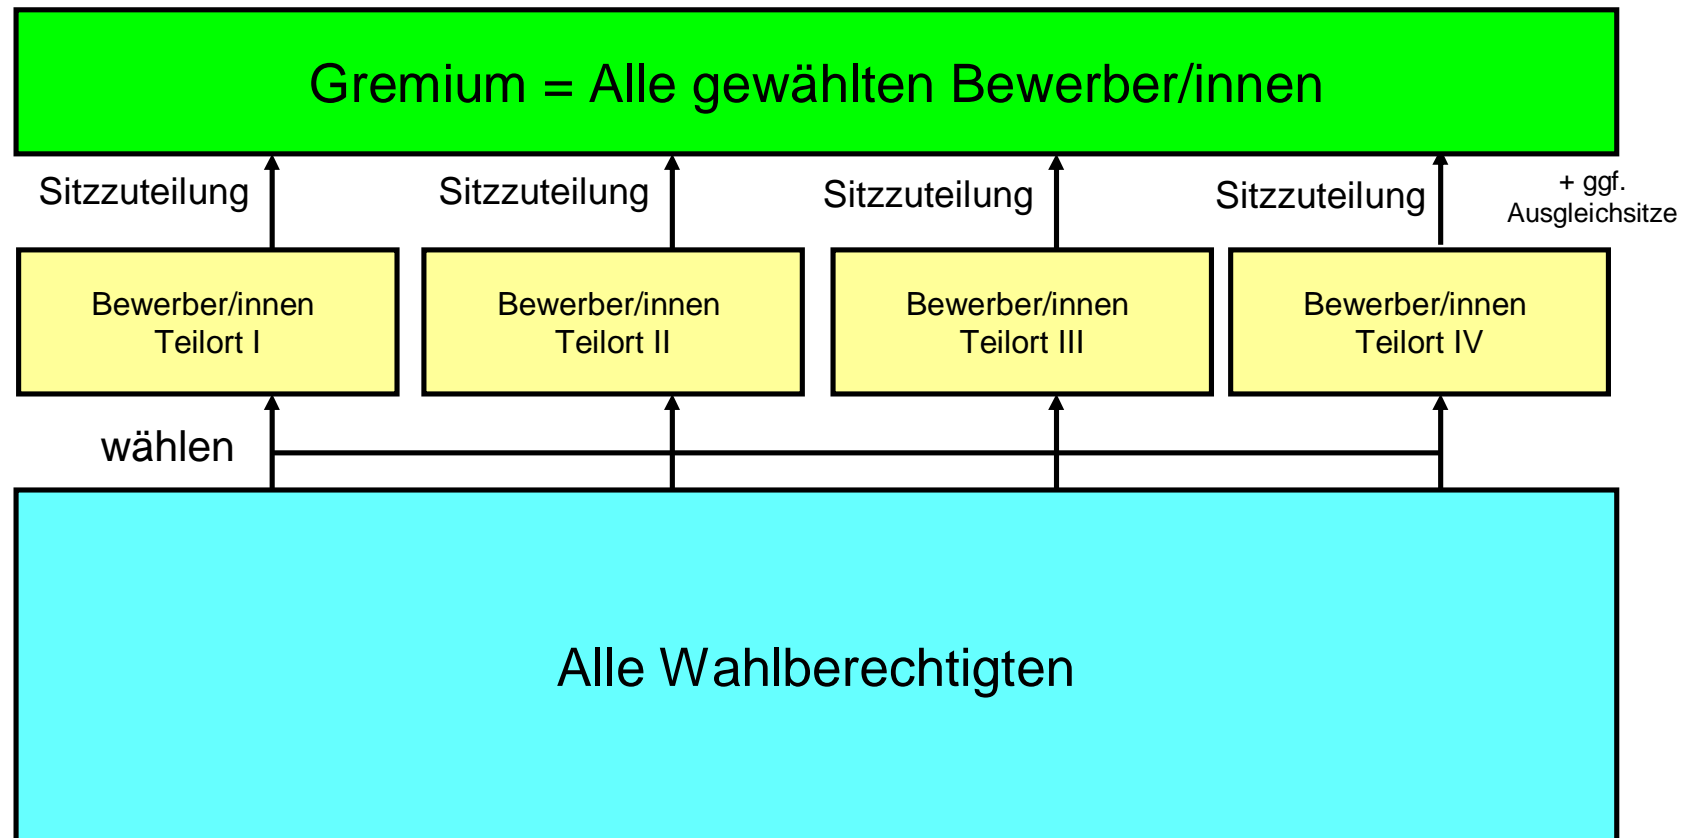 Gremium = Alle gewählten Bewerber/innen
Sitzzuteilung
Sitzzuteilung
Sitzzuteilung
Sitzzuteilung
+ ggf.
Ausgleichsitze
Bewerber/innen
Teilort I
Bewerber/innen
Teilort II
Bewerber/innen
Teilort III
Bewerber/innen
Teilort IV
wählen
Alle Wahlberechtigten